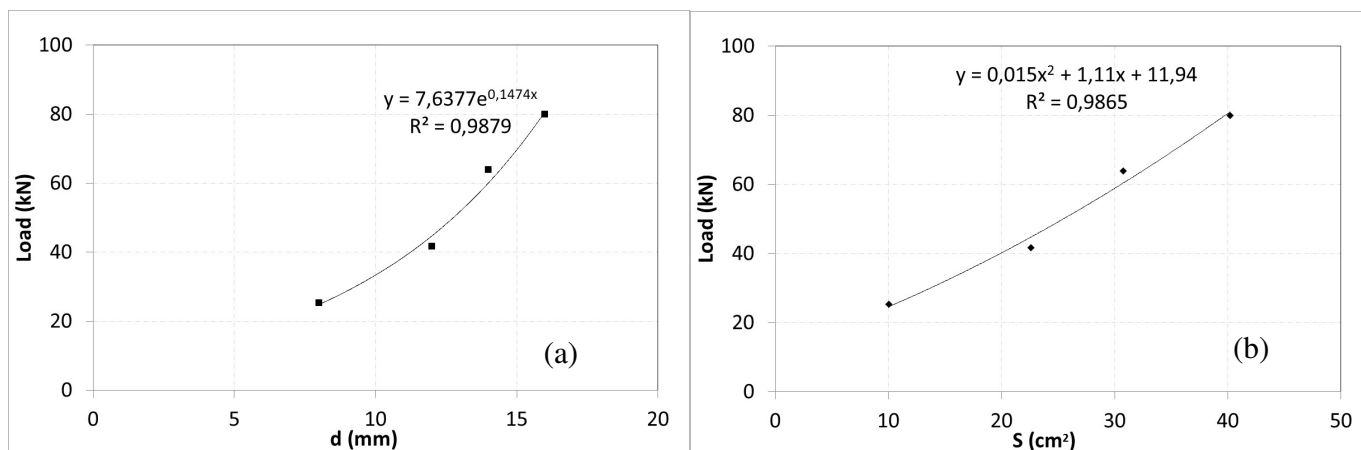 100
80
60
40
20
0
Load (kN)
y = 7,6377e^0,1474x
R² = 0,9879
(a)
0 5 10 15 20
d (mm)
100
80
60
40
20
0
Load (kN)
y = 0,015x² + 1,11x + 11,94
R² = 0,9865
(b)
0 10 20 30 40 50
S (cm²)